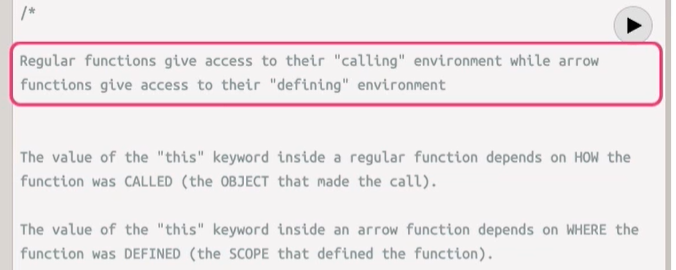 /*
Regular functions give access to their "calling" environment while arrow
functions give access to their "defining" environment
The value of the "this" keyword inside a regular function depends on HOW the
function was CALLED (the OBJECT that made the call).
The value of the "this" keyword inside an arrow function depends on WHERE the
function was DEFINED (the SCOPE that defined the function).